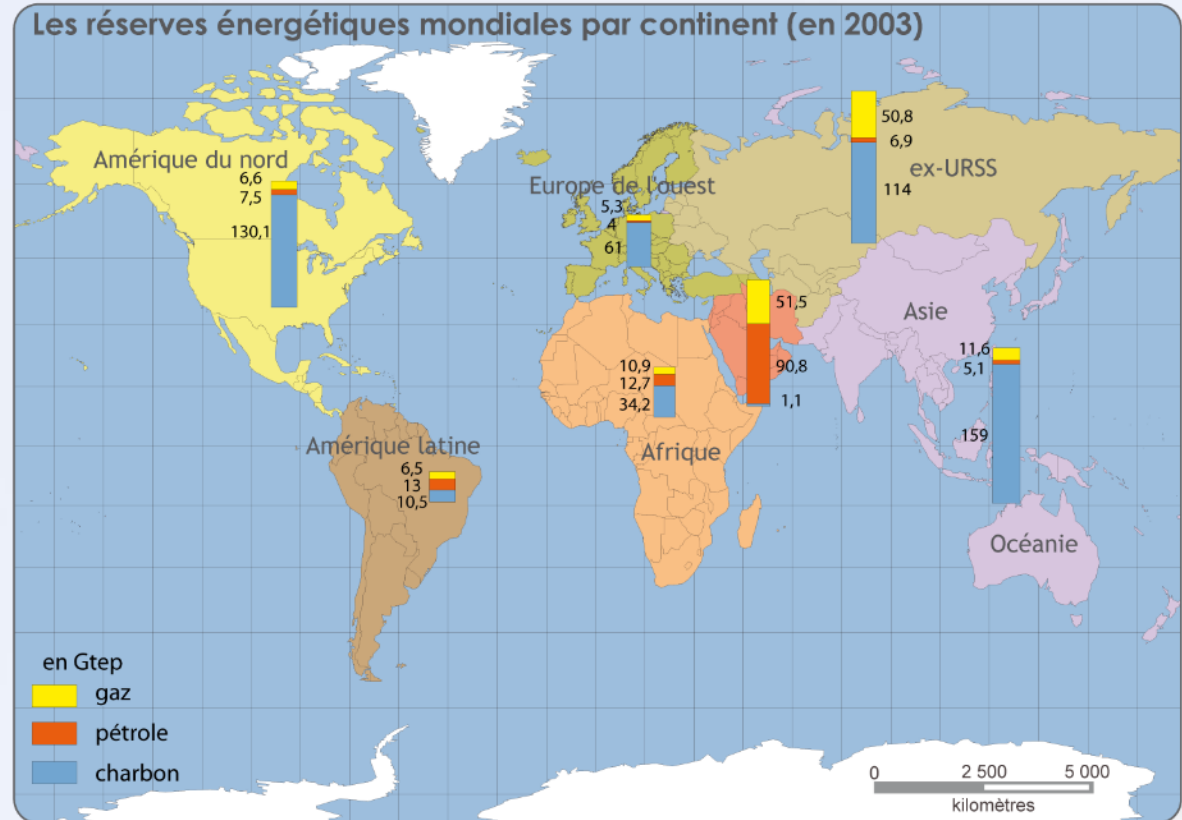 Les réserves énergétiques mondiales par continent (en 2003)
Amérique du nord
6,6
7,5
130,1
Europe de l'ouest
5,3
4
61
50,8
6,9
114
ex-URSS
51,5
90,8
1,1
Asie
11,6
5,1
159
Océanie
10,9
12,7
34,2
Afrique
Amérique latine
6,5
13
10,5
en Gtep
gaz
pétrole
charbon
0 2 500 5 000
kilomètres